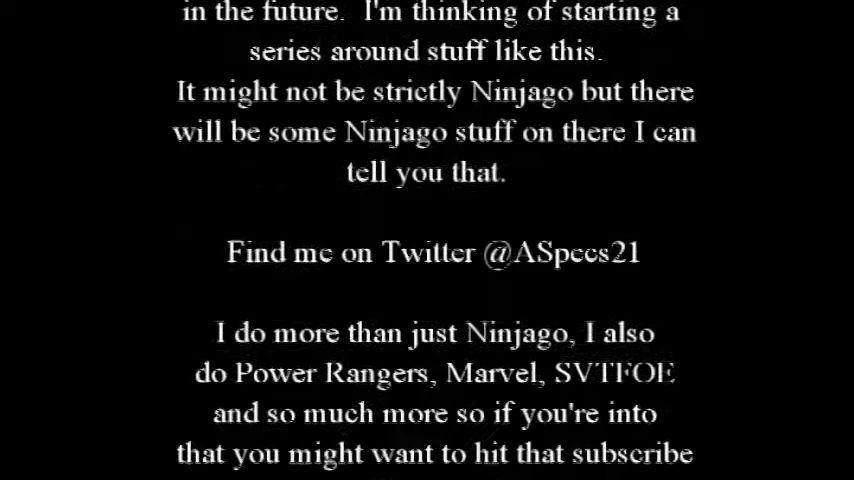 in the future.  I'm thinking of starting a
series around stuff like this.
It might not be strictly Ninjago but there
will be some Ninjago stuff on there I can
tell you that.
Find me on Twitter @ASpecs21
I do more than just Ninjago, I also
do Power Rangers, Marvel, SVTFOE
and so much more so if you're into
that you might want to hit that subscribe